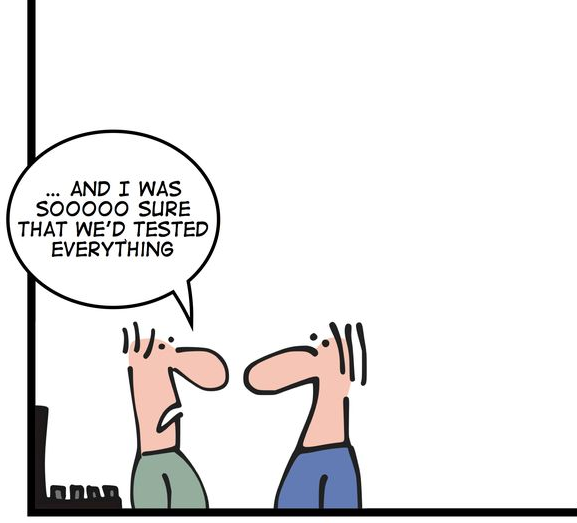 ... AND I WAS
SOOOOO SURE
THAT WE'D TESTED
EVERYTHING